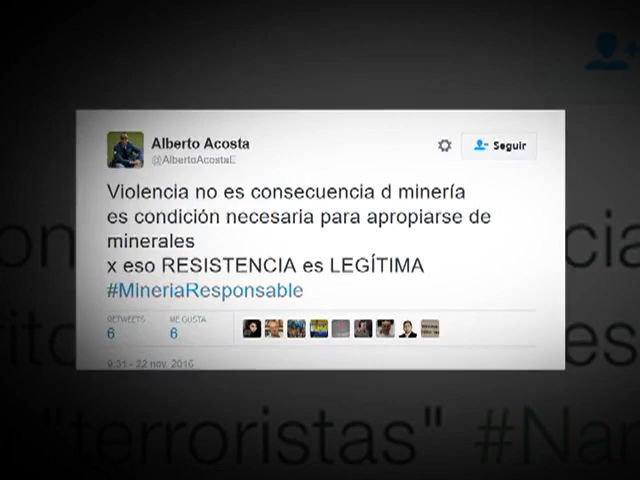 Alberto Acosta
@AlbertoAcostaE
Seguir
Violencia no es consecuencia d minería
es condición necesaria para apropiarse de
minerales
x eso RESISTENCIA es LEGÍTIMA
#MineriaResponsable
RETWEETS
ME GUSTA
6
6
9:31 - 22 nov. 2016
"terroristas" #Na